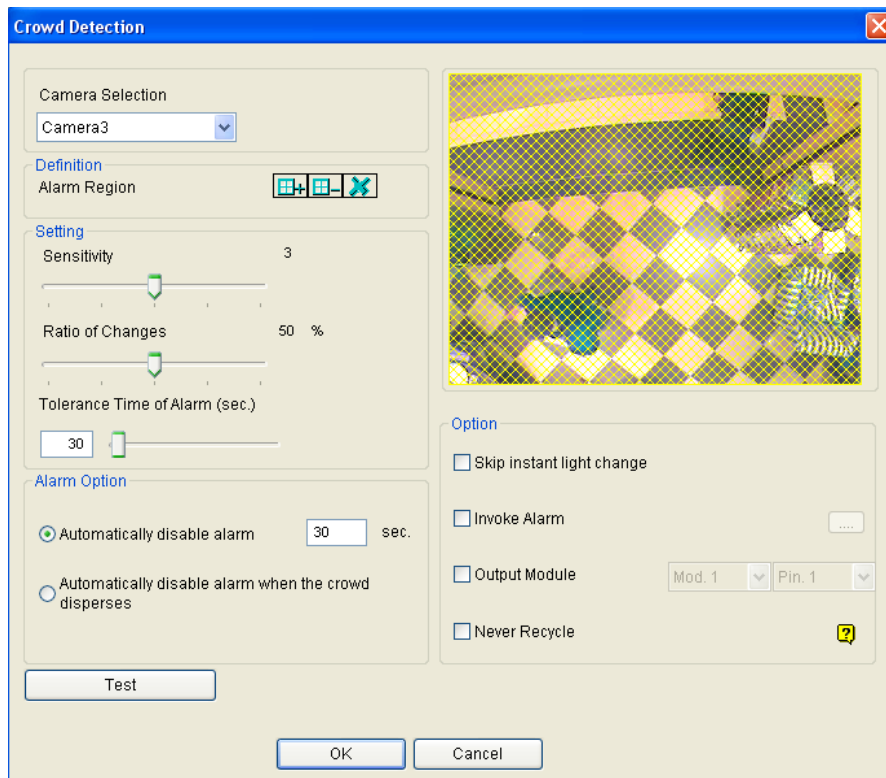 Crowd Detection
Camera Selection
Camera3
Definition
Alarm Region
Setting
Sensitivity 3
Ratio of Changes 50 %
Tolerance Time of Alarm (sec.)
30
Alarm Option
Automatically disable alarm 30 sec.
Automatically disable alarm when the crowd
disperses
Test
Option
Skip instant light change
Invoke Alarm ....
Output Module Mod. 1 Pin. 1
Never Recycle ?
OK Cancel